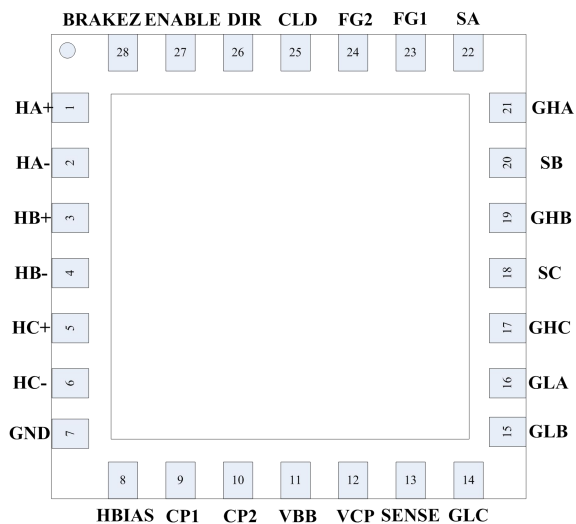 BRAKEZ ENABLE DIR CLD FG2 FG1 SA
28 27 26 25 24 23 22
HA+ 1 21 GHA
HA- 2 20 SB
HB+ 3 19 GHB
HB- 4 18 SC
HC+ 5 17 GHC
HC- 6 16 GLA
GND 7 15 GLB
8 9 10 11 12 13 14
HBIAS CP1 CP2 VBB VCP SENSE GLC